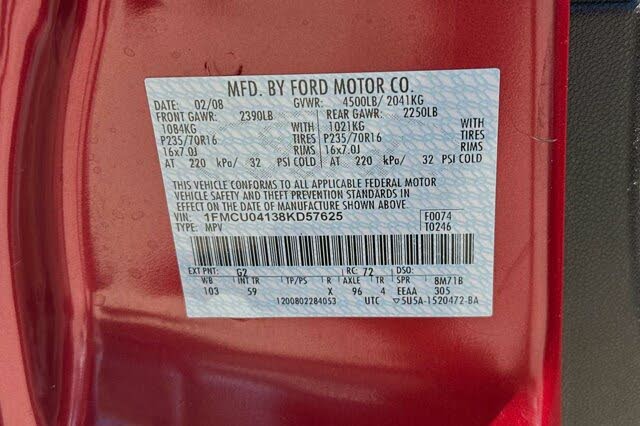 MFD. BY FORD MOTOR CO.
DATE: 02/08 GVWR: 4500LB/ 2041KG
FRONT GAWR: 2390LB REAR GAWR: 2250LB
1084KG WITH 1021KG WITH
P235/70R16 TIRES P235/70R16 TIRES
16x7.0J RIMS 16x7.0J RIMS
AT 220 kPa/ 32 PSI COLD AT 220 kPa/ 32 PSI COLD
THIS VEHICLE CONFORMS TO ALL APPLICABLE FEDERAL MOTOR
VEHICLE SAFETY AND THEFT PREVENTION STANDARDS IN
EFFECT ON THE DATE OF MANUFACTURE SHOWN ABOVE.
VIN: 1FMCU04138KD57625 F0074
TYPE: MPV T0246
EXT PNT: G2 RC: 72 DSO:
WB INT TR TP/PS R AXLE TR SPR 8M71B
103 59 X 96 4 EEAA 305
1200802284053 UTC ▽5U5A-1520472-BA